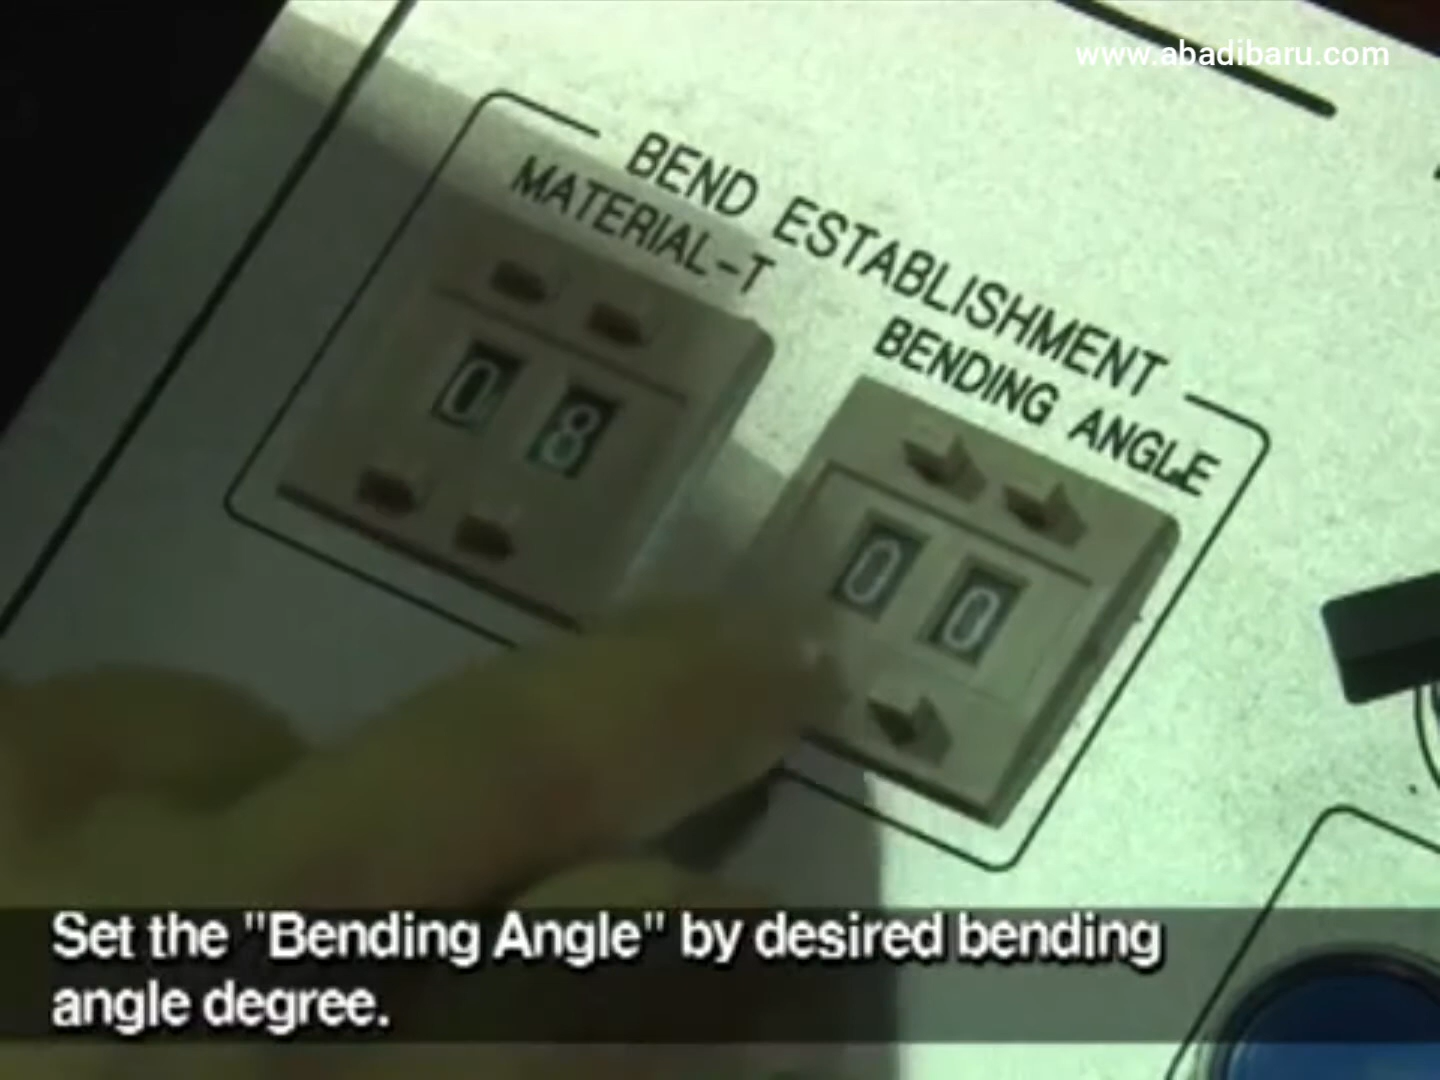 www.abadibaru.com
BEND ESTABLISHMENT
MATERIAL-T
BENDING ANGLE
08
00
Set the "Bending Angle" by desired bending
angle degree.